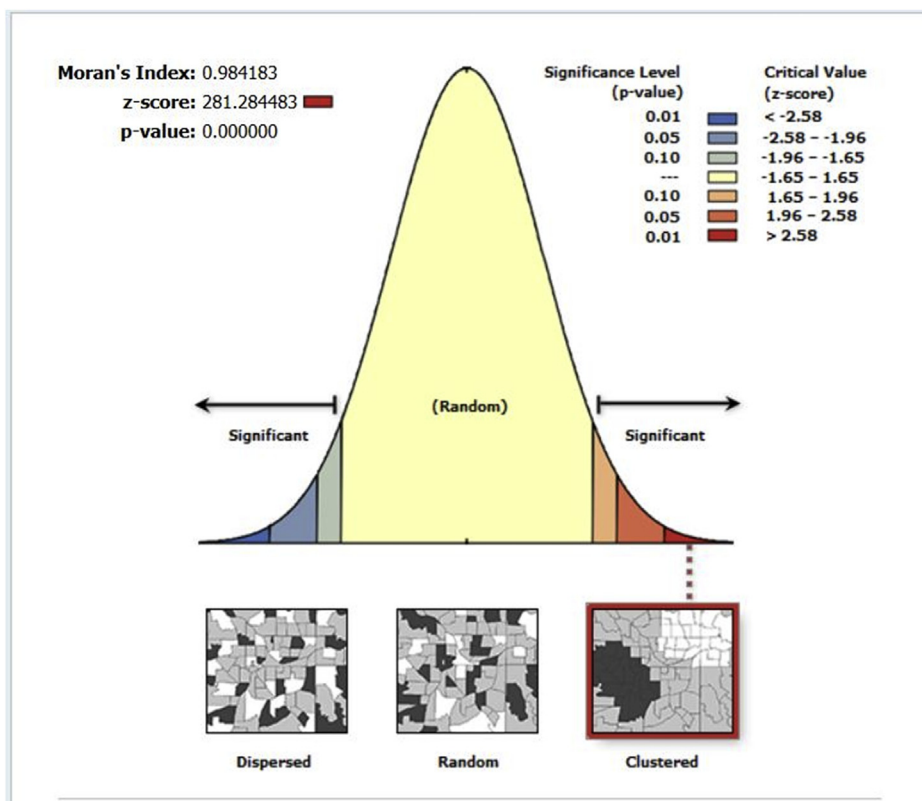 Moran's Index: 0.984183
z-score: 281.284483
p-value: 0.000000
Significance Level
(p-value)
Critical Value
(z-score)
0.01 < -2.58
0.05 -2.58 – -1.96
0.10 -1.96 – -1.65
--- -1.65 – 1.65
0.10 1.65 – 1.96
0.05 1.96 – 2.58
0.01 > 2.58
(Random)
Significant
Significant
Dispersed
Random
Clustered